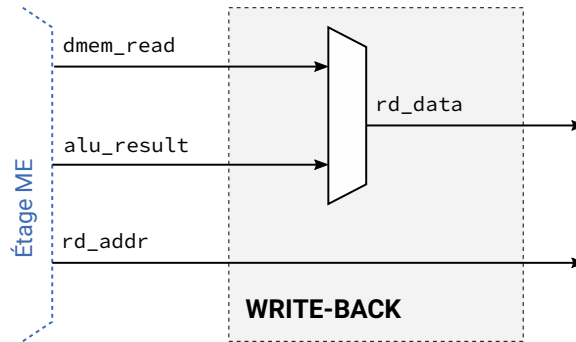 dmem_read
rd_data
alu_result
Étage ME
rd_addr
WRITE-BACK